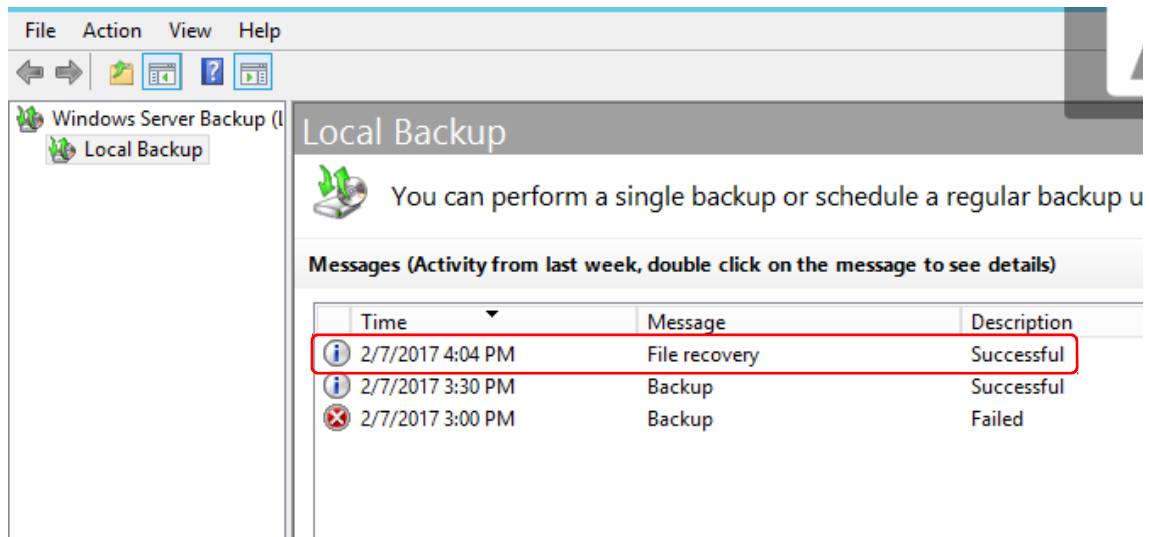 File Action View Help
Windows Server Backup (L
Local Backup
Local Backup
You can perform a single backup or schedule a regular backup u
Messages (Activity from last week, double click on the message to see details)
Time Message Description
2/7/2017 4:04 PM File recovery Successful
2/7/2017 3:30 PM Backup Successful
2/7/2017 3:00 PM Backup Failed